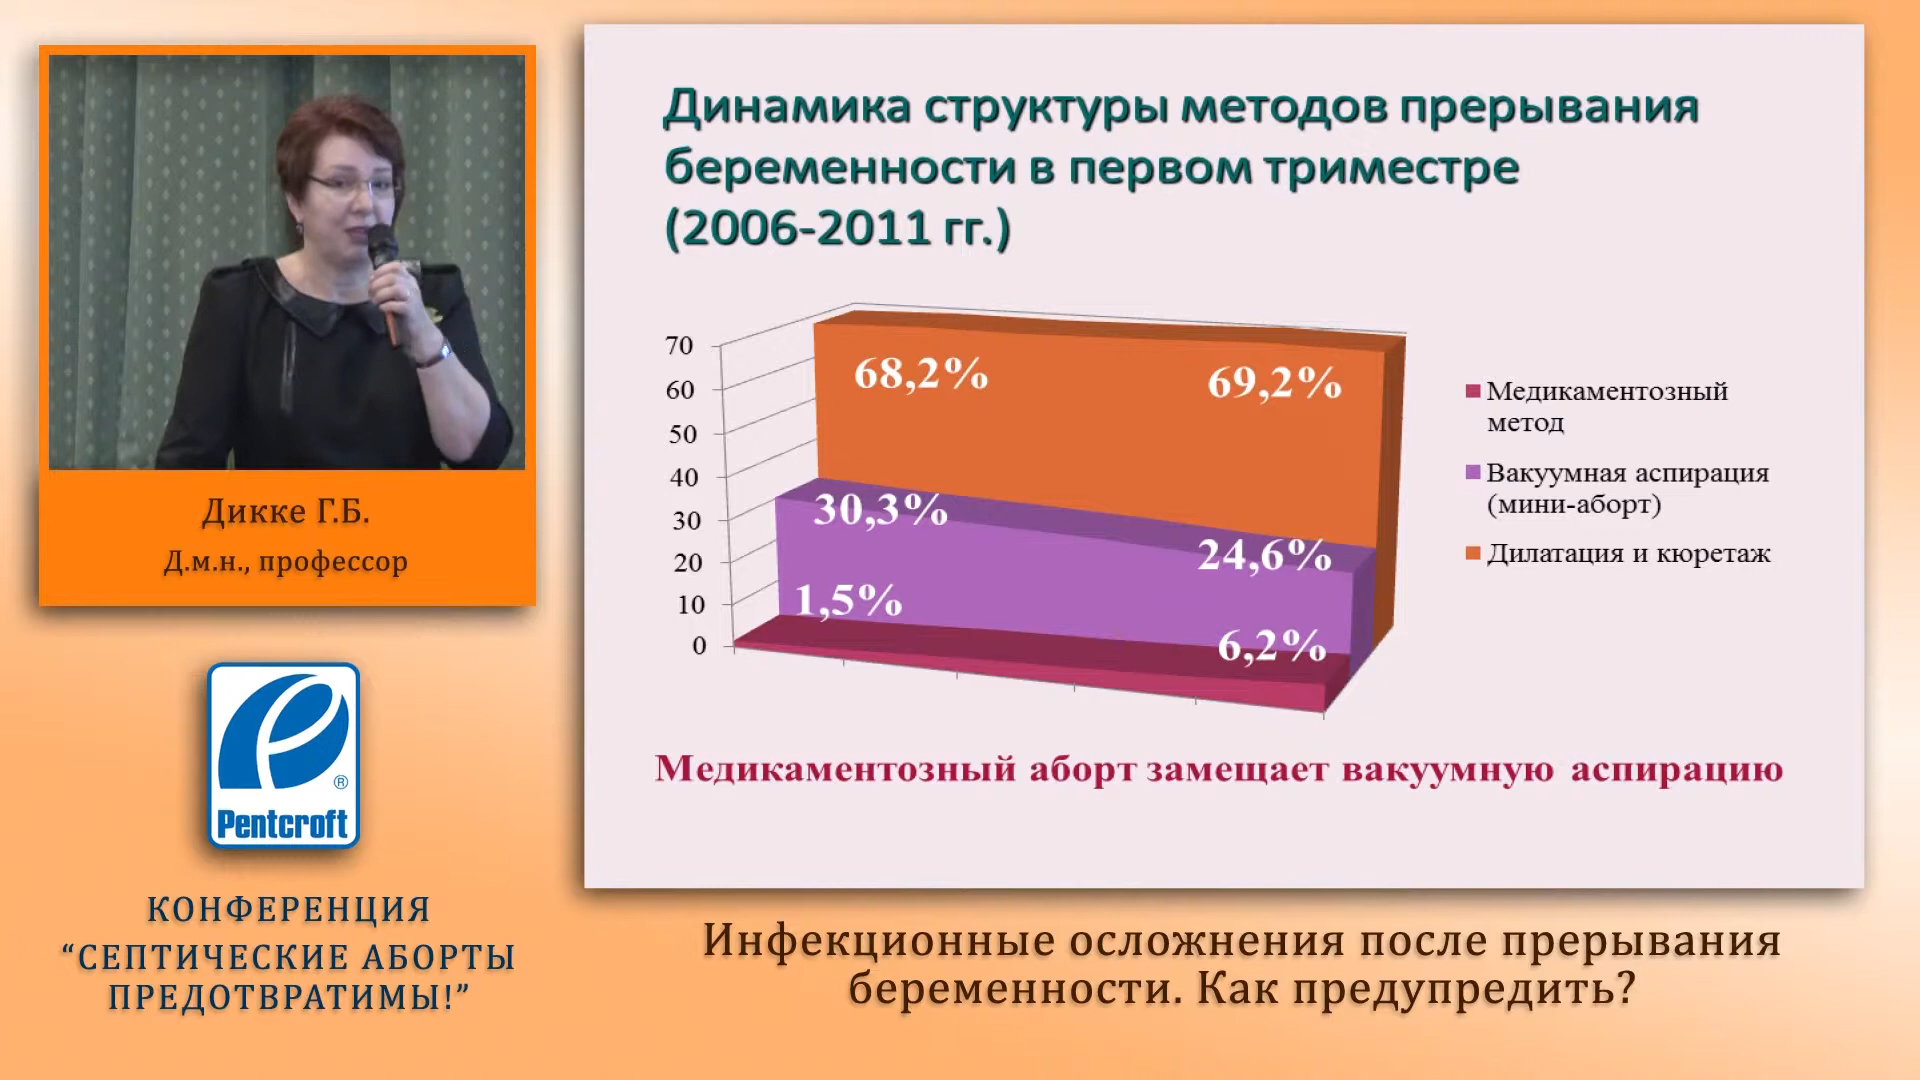 Дикке Г.Б.
Д.м.н., профессор
Pentcroft
®
КОНФЕРЕНЦИЯ
“СЕПТИЧЕСКИЕ АБОРТЫ
ПРЕДОТВРАТИМЫ!”
Динамика структуры методов прерывания
беременности в первом триместре
(2006-2011 гг.)
70
60
50
40
30
20
10
0
68,2%
69,2%
30,3%
24,6%
1,5%
6,2%
Медикаментозный
метод
Вакуумная аспирация
(мини-аборт)
Дилатация и кюретаж
Медикаментозный аборт замещает вакуумную аспирацию
Инфекционные осложнения после прерывания
беременности. Как предупредить?